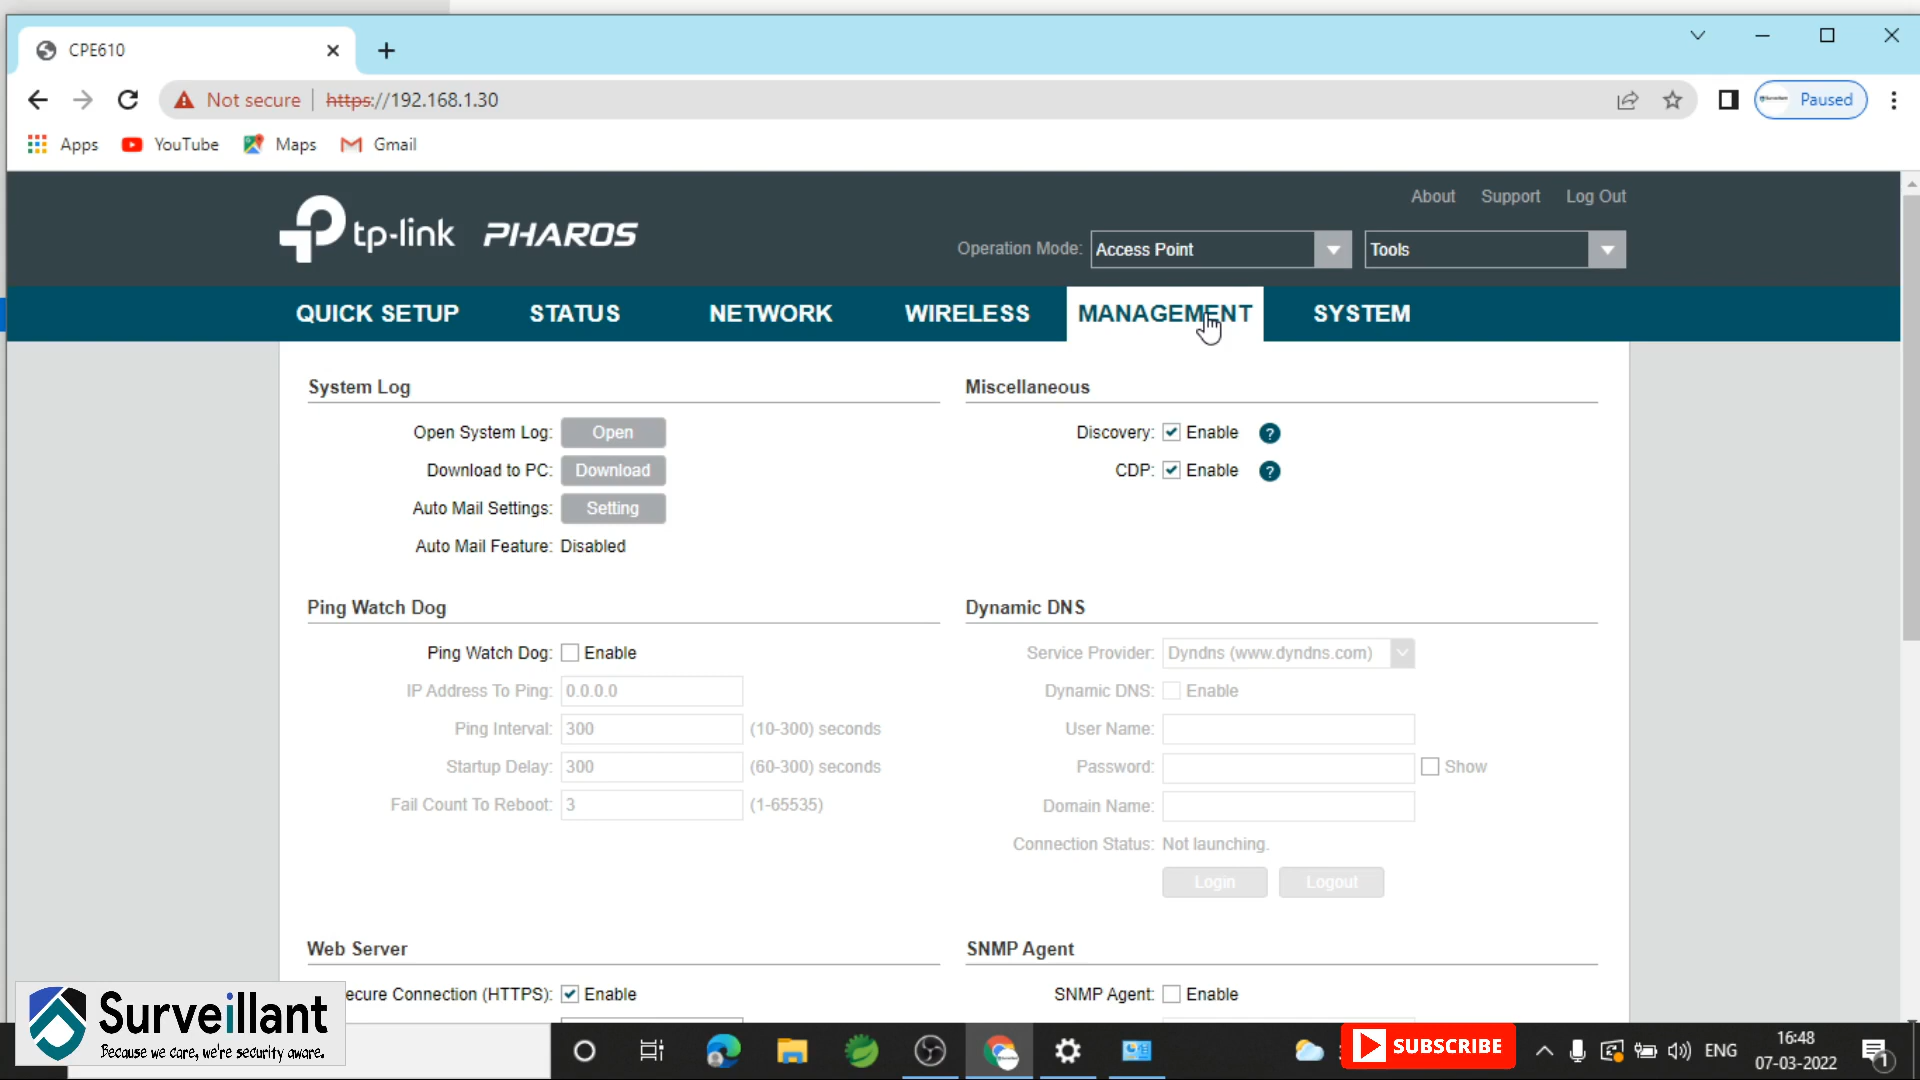 CPE610
Not secure https://192.168.1.30 Paused
Apps YouTube Maps Gmail
About Support Log Out
tp-link PHAROS
Operation Mode: Access Point Tools
QUICK SETUP STATUS NETWORK WIRELESS MANAGEMENT SYSTEM
System Log
Open System Log: Open
Download to PC: Download
Auto Mail Settings: Setting
Auto Mail Feature: Disabled
Miscellaneous
Discovery: Enable ?
CDP: Enable ?
Ping Watch Dog
Ping Watch Dog: Enable
IP Address To Ping: 0.0.0.0
Ping Interval: 300 (10-300) seconds
Startup Delay: 300 (60-300) seconds
Fail Count To Reboot: 3 (1-65535)
Dynamic DNS
Service Provider: Dyndns (www.dyndns.com)
Dynamic DNS: Enable
User Name:
Password: Show
Domain Name:
Connection Status: Not launching.
Login Logout
Web Server
ecure Connection (HTTPS): Enable
SNMP Agent
SNMP Agent: Enable
Surveillant
Because we care, we're security aware.
SUBSCRIBE
ENG
16:48
07-03-2022
1